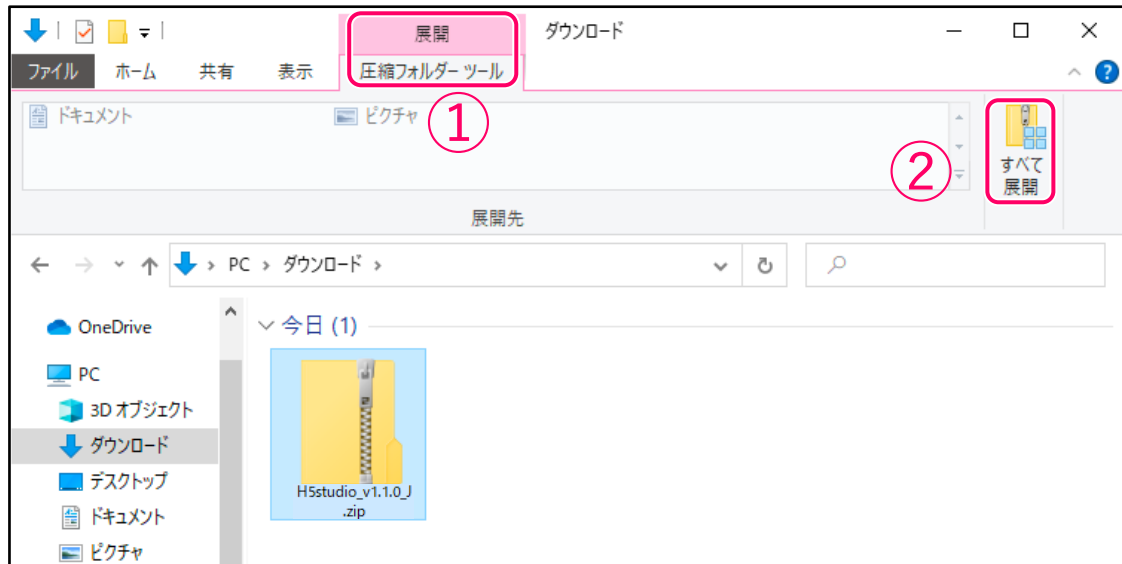 展開
ダウンロード
ファイル
ホーム
共有
表示
圧縮フォルダー ツール
?
ドキュメント
ピクチャ
①
②
すべて
展開
展開先
PC
ダウンロード
OneDrive
今日 (1)
PC
3D オブジェクト
ダウンロード
デスクトップ
ドキュメント
ピクチャ
H5studio_v1.1.0_J
.zip